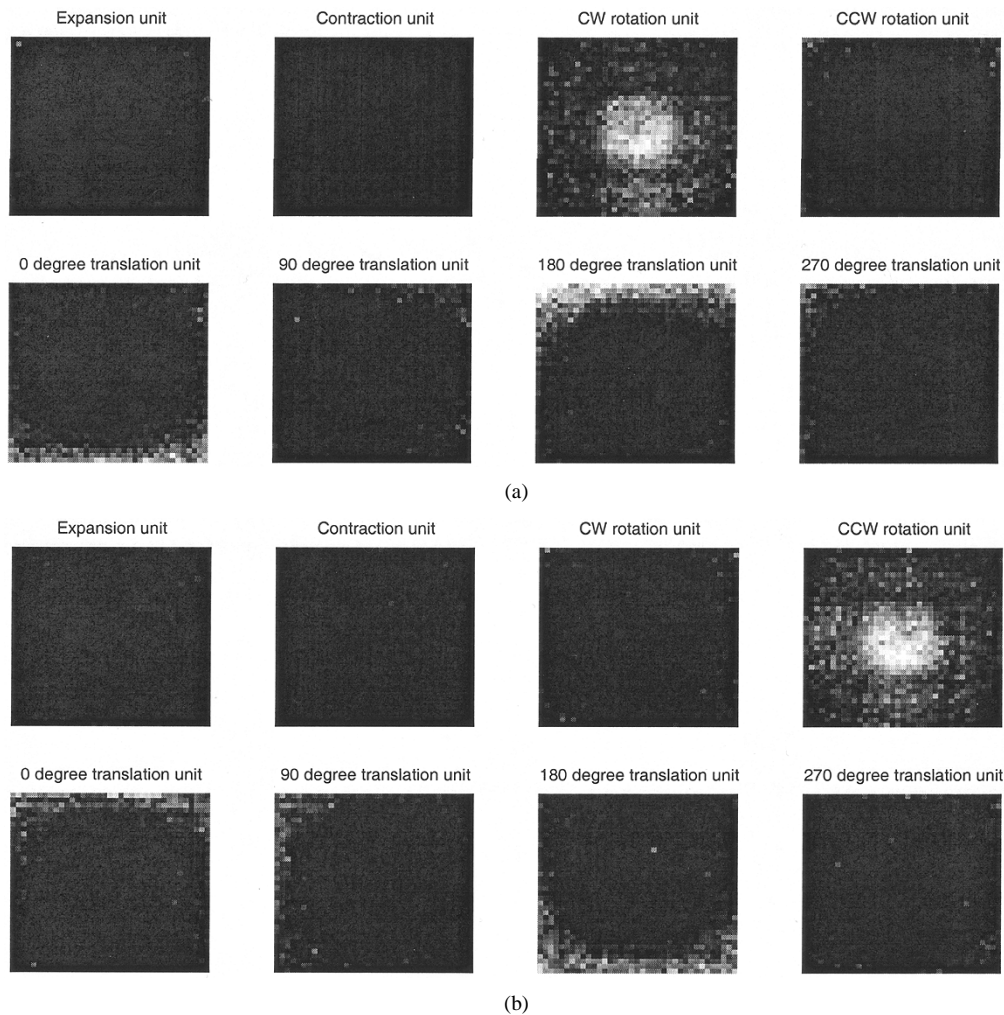 Expansion unit Contraction unit CW rotation unit CCW rotation unit
0 degree translation unit 90 degree translation unit 180 degree translation unit 270 degree translation unit
(a)
Expansion unit Contraction unit CW rotation unit CCW rotation unit
0 degree translation unit 90 degree translation unit 180 degree translation unit 270 degree translation unit
(b)